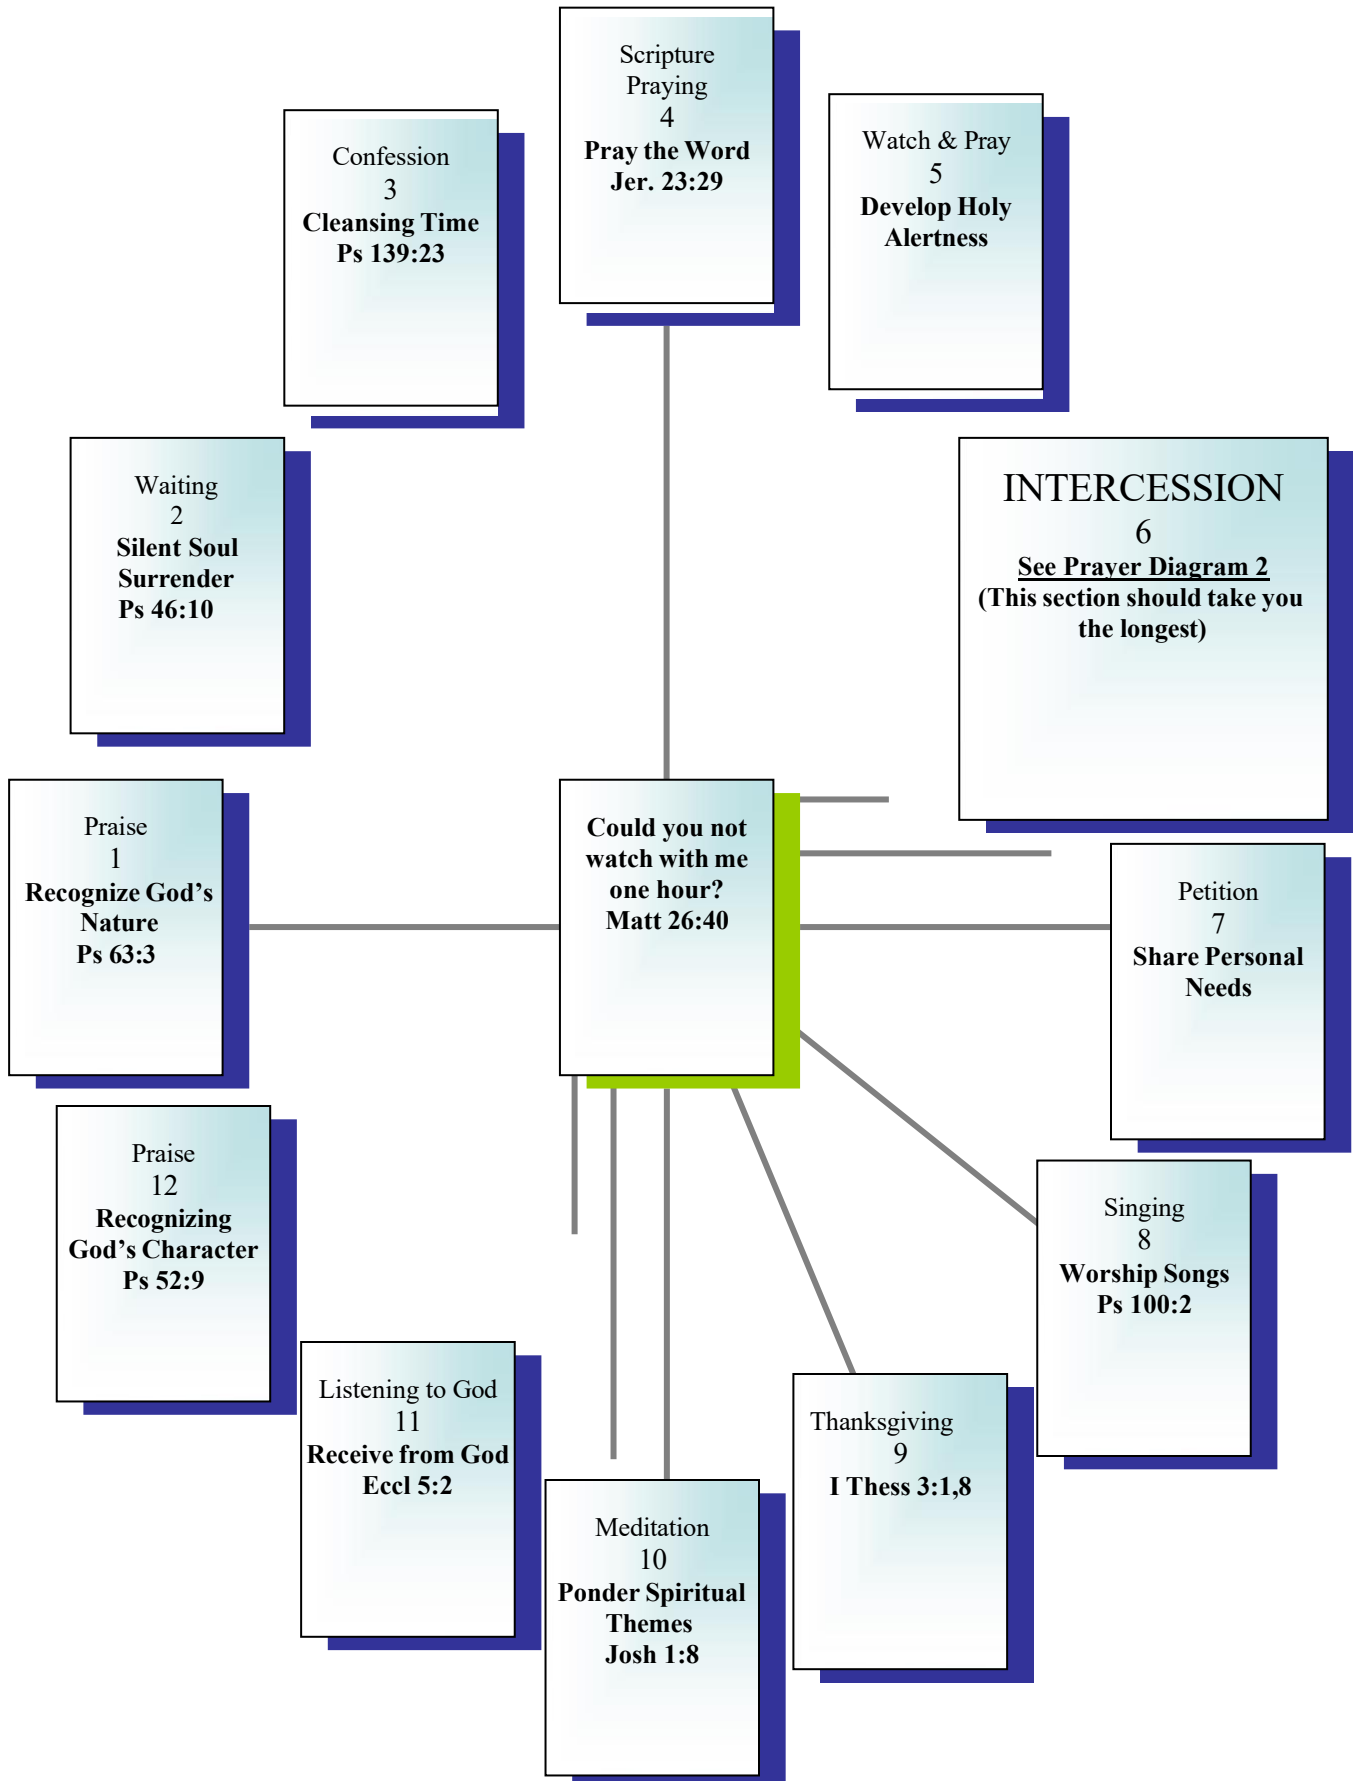 Scripture
Praying
4
Pray the Word
Jer. 23:29
Watch & Pray
5
Develop Holy
Alertness
Confession
3
Cleansing Time
Ps 139:23
INTERCESSION
6
See Prayer Diagram 2
(This section should take you
the longest)
Waiting
2
Silent Soul
Surrender
Ps 46:10
Praise
1
Recognize God’s
Nature
Ps 63:3
Could you not
watch with me
one hour?
Matt 26:40
Petition
7
Share Personal
Needs
Praise
12
Recognizing
God’s Character
Ps 52:9
Singing
8
Worship Songs
Ps 100:2
Listening to God
11
Receive from God
Eccl 5:2
Thanksgiving
9
I Thess 3:1,8
Meditation
10
Ponder Spiritual
Themes
Josh 1:8